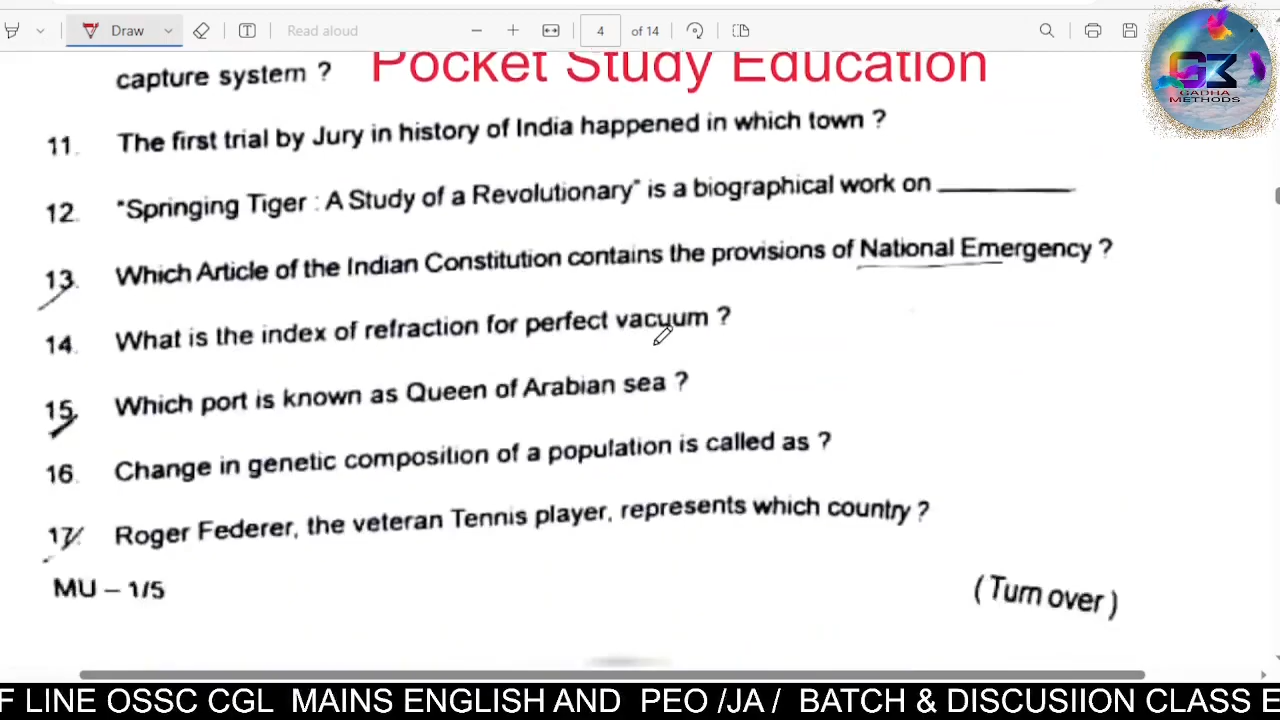 Draw
Read aloud
4
of 14
Pocket Study Education
GADHA
METHODS
capture system ?
11. The first trial by Jury in history of India happened in which town ?
12. "Springing Tiger : A Study of a Revolutionary" is a biographical work on __________
13. Which Article of the Indian Constitution contains the provisions of National Emergency ?
14. What is the index of refraction for perfect vacuum ?
15. Which port is known as Queen of Arabian sea ?
16. Change in genetic composition of a population is called as ?
17. Roger Federer, the veteran Tennis player, represents which country ?
MU – 1/5
( Turn over )
F LINE OSSC CGL MAINS ENGLISH AND PEO /JA / BATCH & DISCUSIION CLASS E